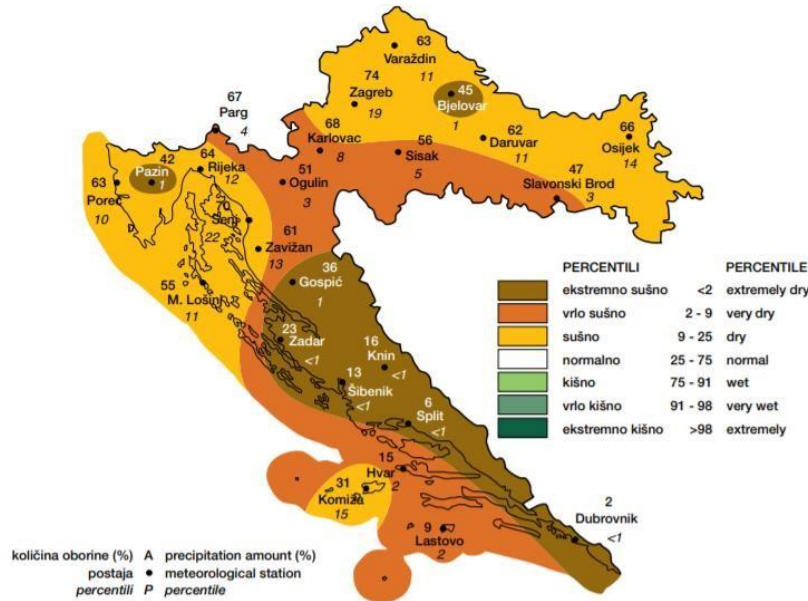 63
Varaždin
11
74
Zagreb
19
45
Bjelovar
1
67
Parg
4
68
Karlovac
8
56
Sisak
5
62
Daruvar
11
66
Osijek
14
42
Pazin
1
64
Rijeka
12
63
Poreč
10
51
Ogulin
3
47
Slavonski Brod
3
70
Senj
22
61
Zavižan
13
55
M. Lošinj
11
36
Gospić
1
23
Zadar
<1
16
Knin
<1
13
Šibenik
<1
6
Split
<1
15
Hvar
2
31
Komiža
15
9
Lastovo
2
2
Dubrovnik
<1
PERCENTILI PERCENTILE
ekstremno sušno <2 extremely dry
vrlo sušno 2 - 9 very dry
sušno 9 - 25 dry
normalno 25 - 75 normal
kišno 75 - 91 wet
vrlo kišno 91 - 98 very wet
ekstremno kišno >98 extremely
količina oborine (%) A precipitation amount (%)
postaja meteorological station
percentili P percentile